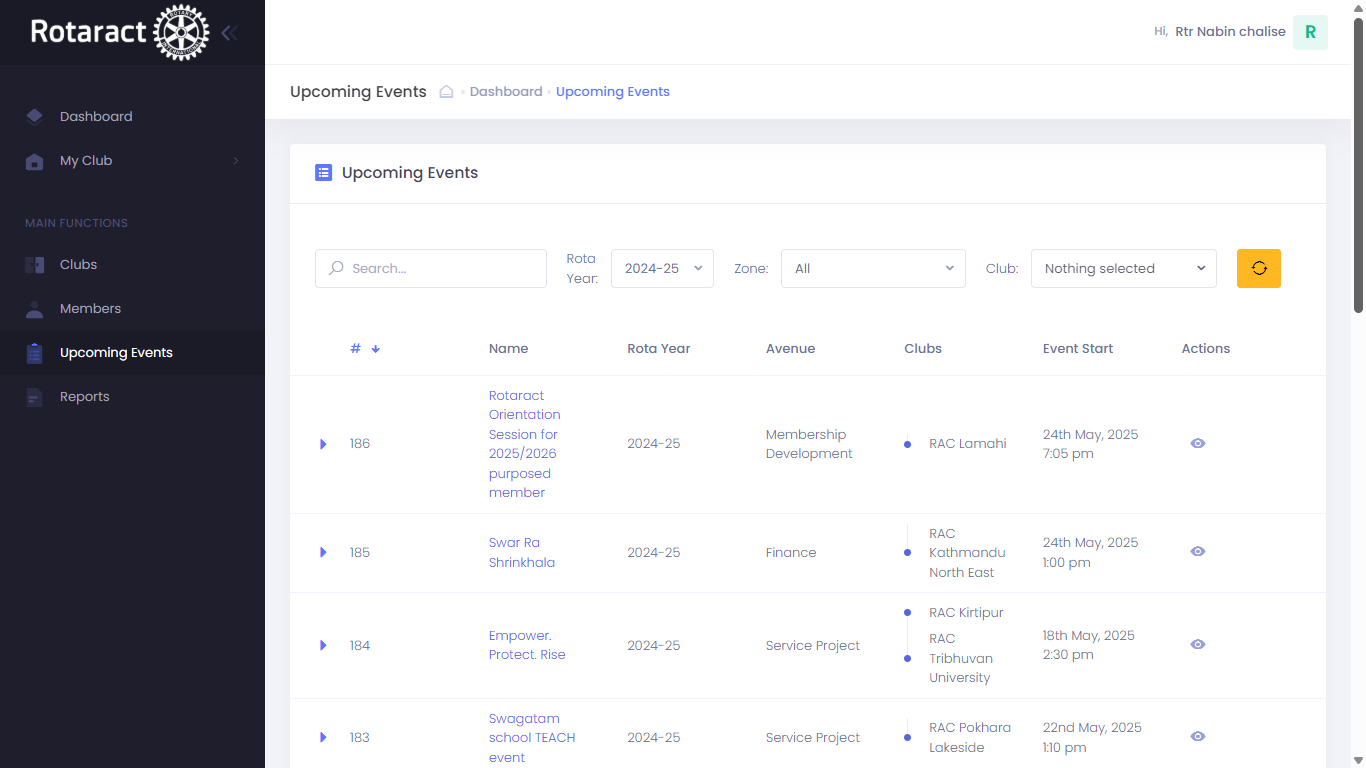 Rotaract
ROTARY
INTERNATIONAL
Hi, Rtr Nabin chalise R
Upcoming Events Dashboard Upcoming Events
Dashboard
My Club
MAIN FUNCTIONS
Clubs
Members
Upcoming Events
Reports
Upcoming Events
Search...
Rota
Year:
2024-25
Zone:
All
Club:
Nothing selected
# Name Rota Year Avenue Clubs Event Start Actions
186
Rotaract
Orientation
Session for
2025/2026
purposed
member
2024-25
Membership
Development
RAC Lamahi
24th May, 2025
7:05 pm
185
Swar Ra
Shrinkhala
2024-25
Finance
RAC
Kathmandu
North East
24th May, 2025
1:00 pm
184
Empower.
Protect. Rise
2024-25
Service Project
RAC Kirtipur
RAC
Tribhuvan
University
18th May, 2025
2:30 pm
183
Swagatam
school TEACH
event
2024-25
Service Project
RAC Pokhara
Lakeside
22nd May, 2025
1:10 pm